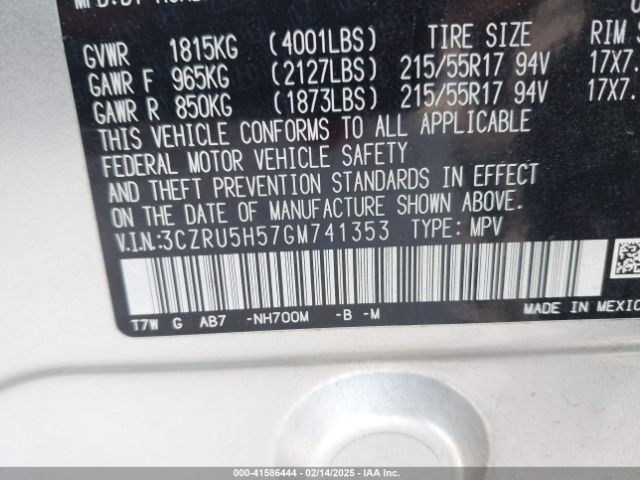 MFD.BY
GVWR 1815KG (4001LBS) TIRE SIZE RIM S
GAWR F 965KG (2127LBS) 215/55R17 94V 17X7.
GAWR R 850KG (1873LBS) 215/55R17 94V 17X7.
THIS VEHICLE CONFORMS TO ALL APPLICABLE
FEDERAL MOTOR VEHICLE SAFETY
AND THEFT PREVENTION STANDARDS IN EFFECT
ON THE DATE OF MANUFACTURE SHOWN ABOVE.
V.I.N:3CZRU5H57GM741353 TYPE: MPV
T7W G AB7 -NH700M -B -M
MADE IN MEXIC
000-41586444 - 02/14/2025 - IAA Inc.